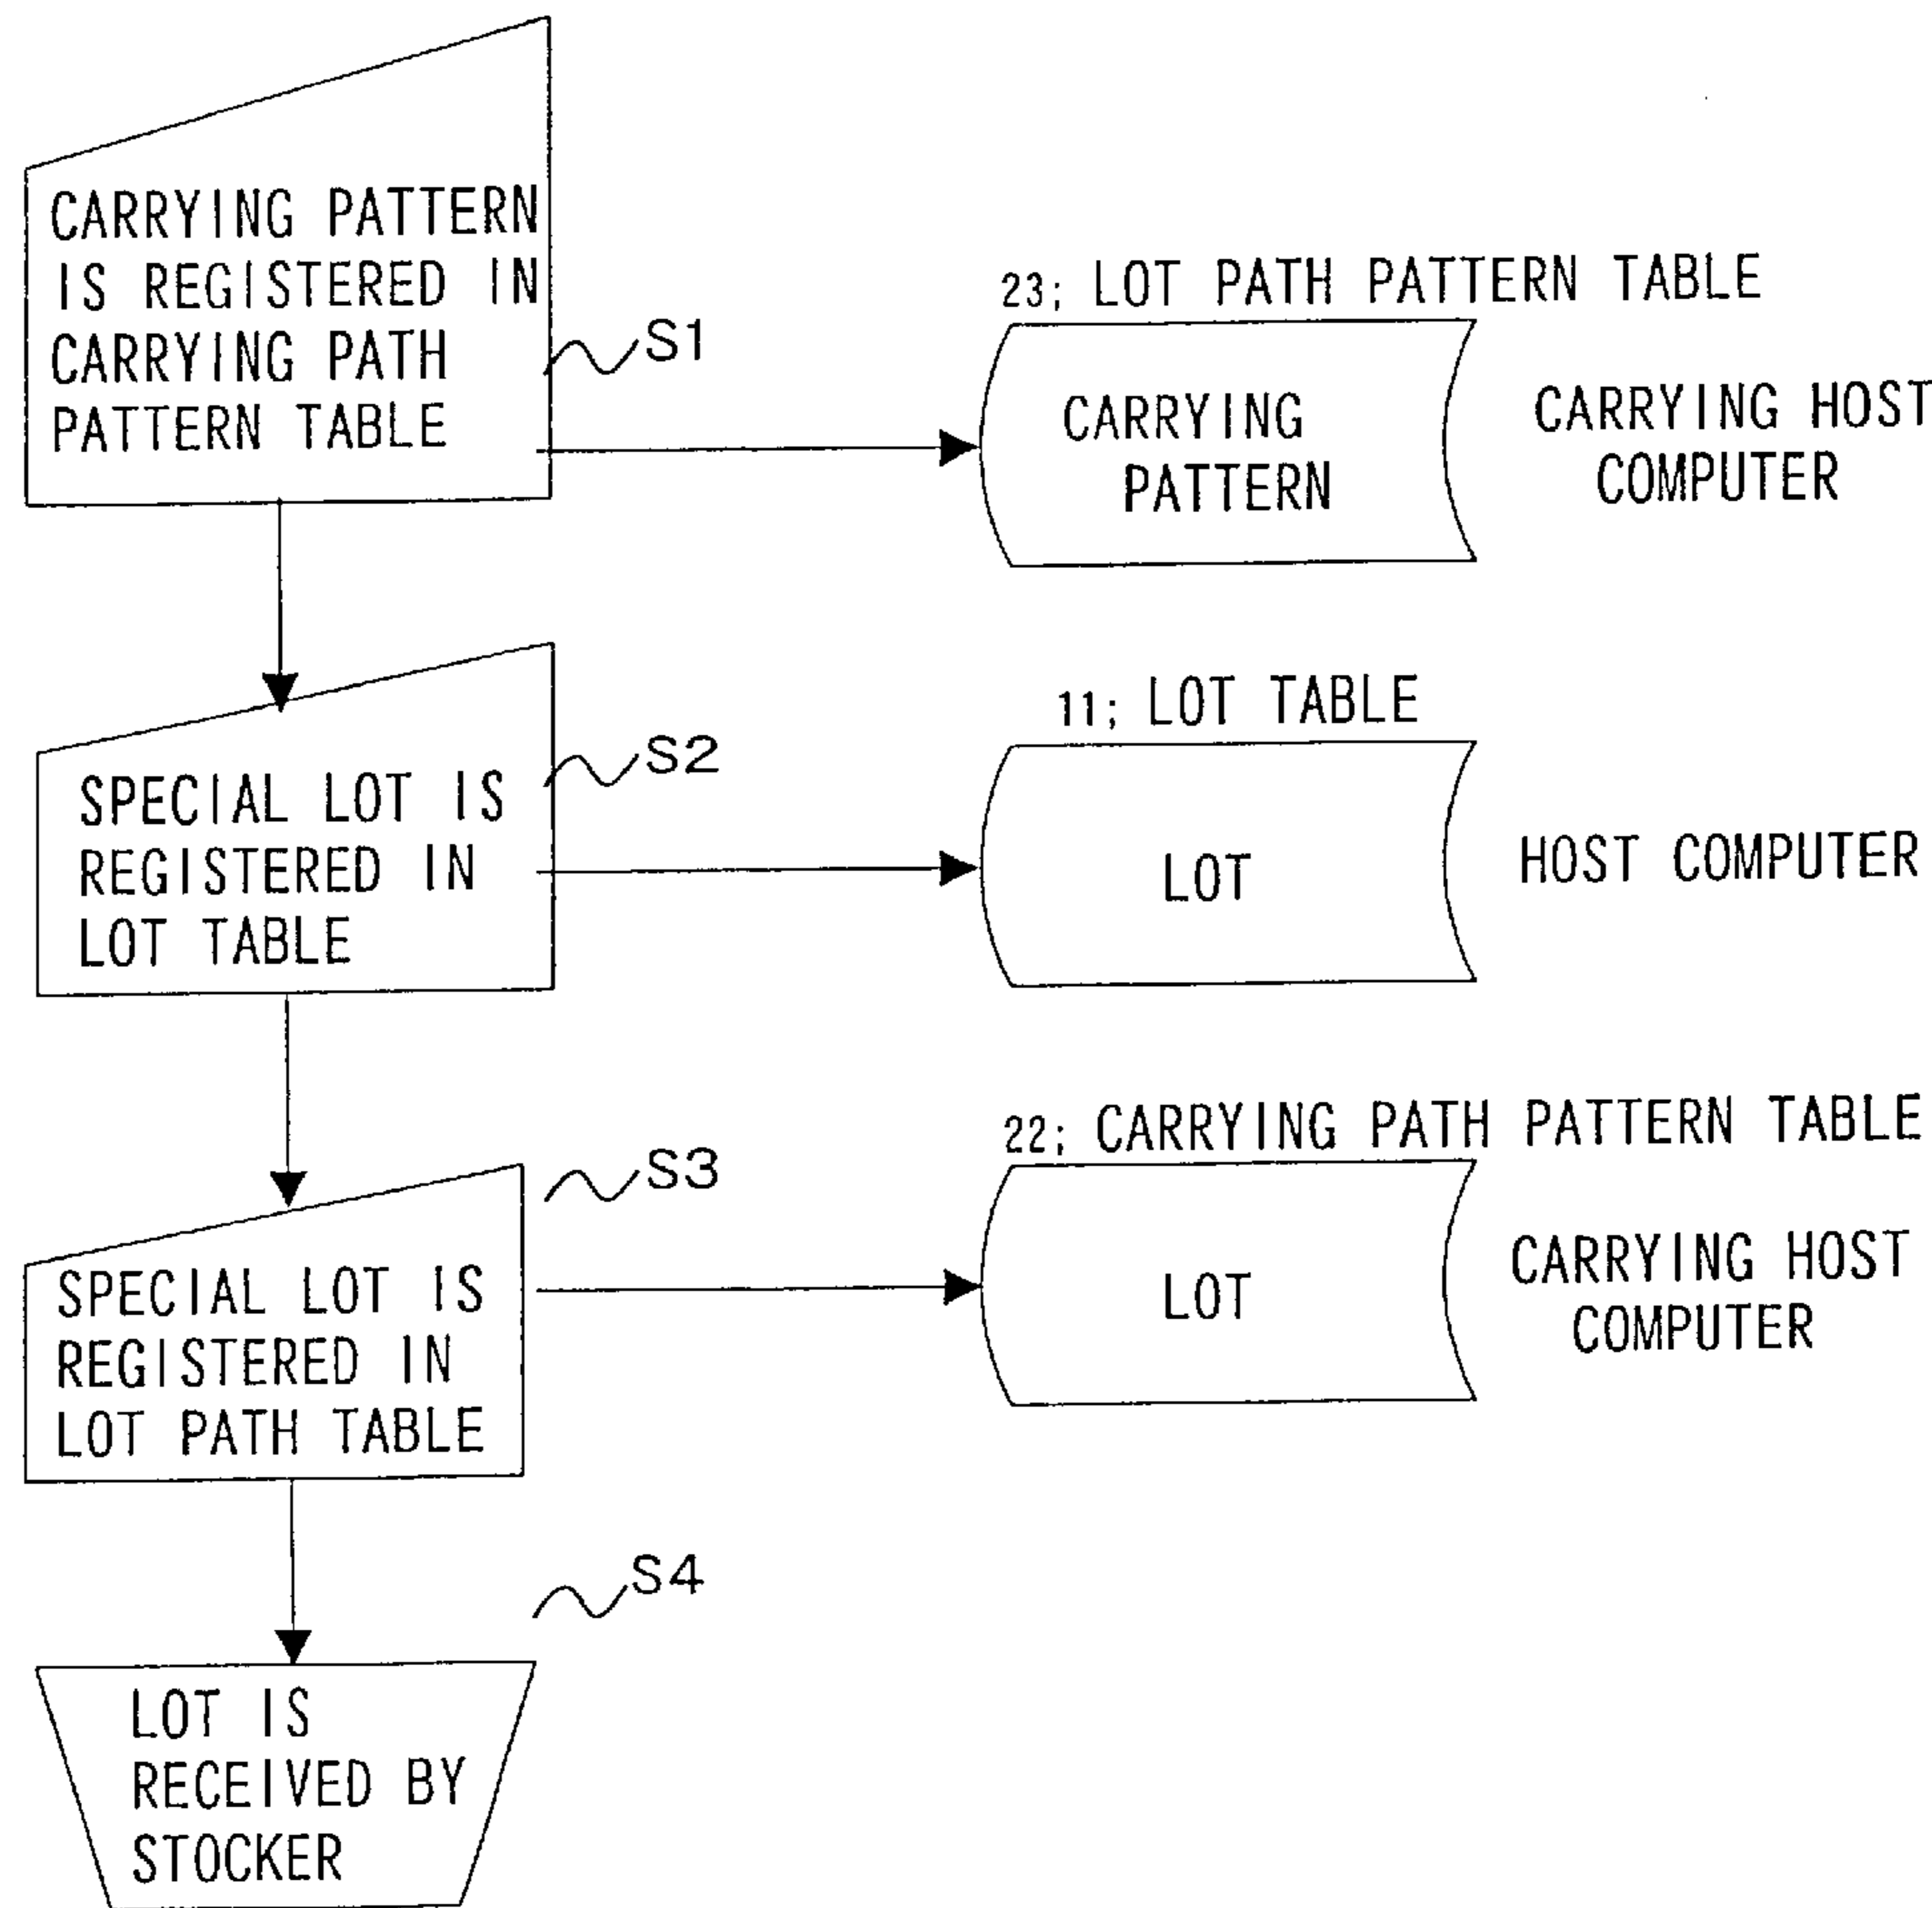 CARRYING PATTERN
IS REGISTERED IN
CARRYING PATH
PATTERN TABLE
S1
23; LOT PATH PATTERN TABLE
CARRYING
PATTERN
CARRYING HOST
COMPUTER
SPECIAL LOT IS
REGISTERED IN
LOT TABLE
S2
11; LOT TABLE
LOT
HOST COMPUTER
SPECIAL LOT IS
REGISTERED IN
LOT PATH TABLE
S3
22; CARRYING PATH PATTERN TABLE
LOT
CARRYING HOST
COMPUTER
S4
LOT IS
RECEIVED BY
STOCKER